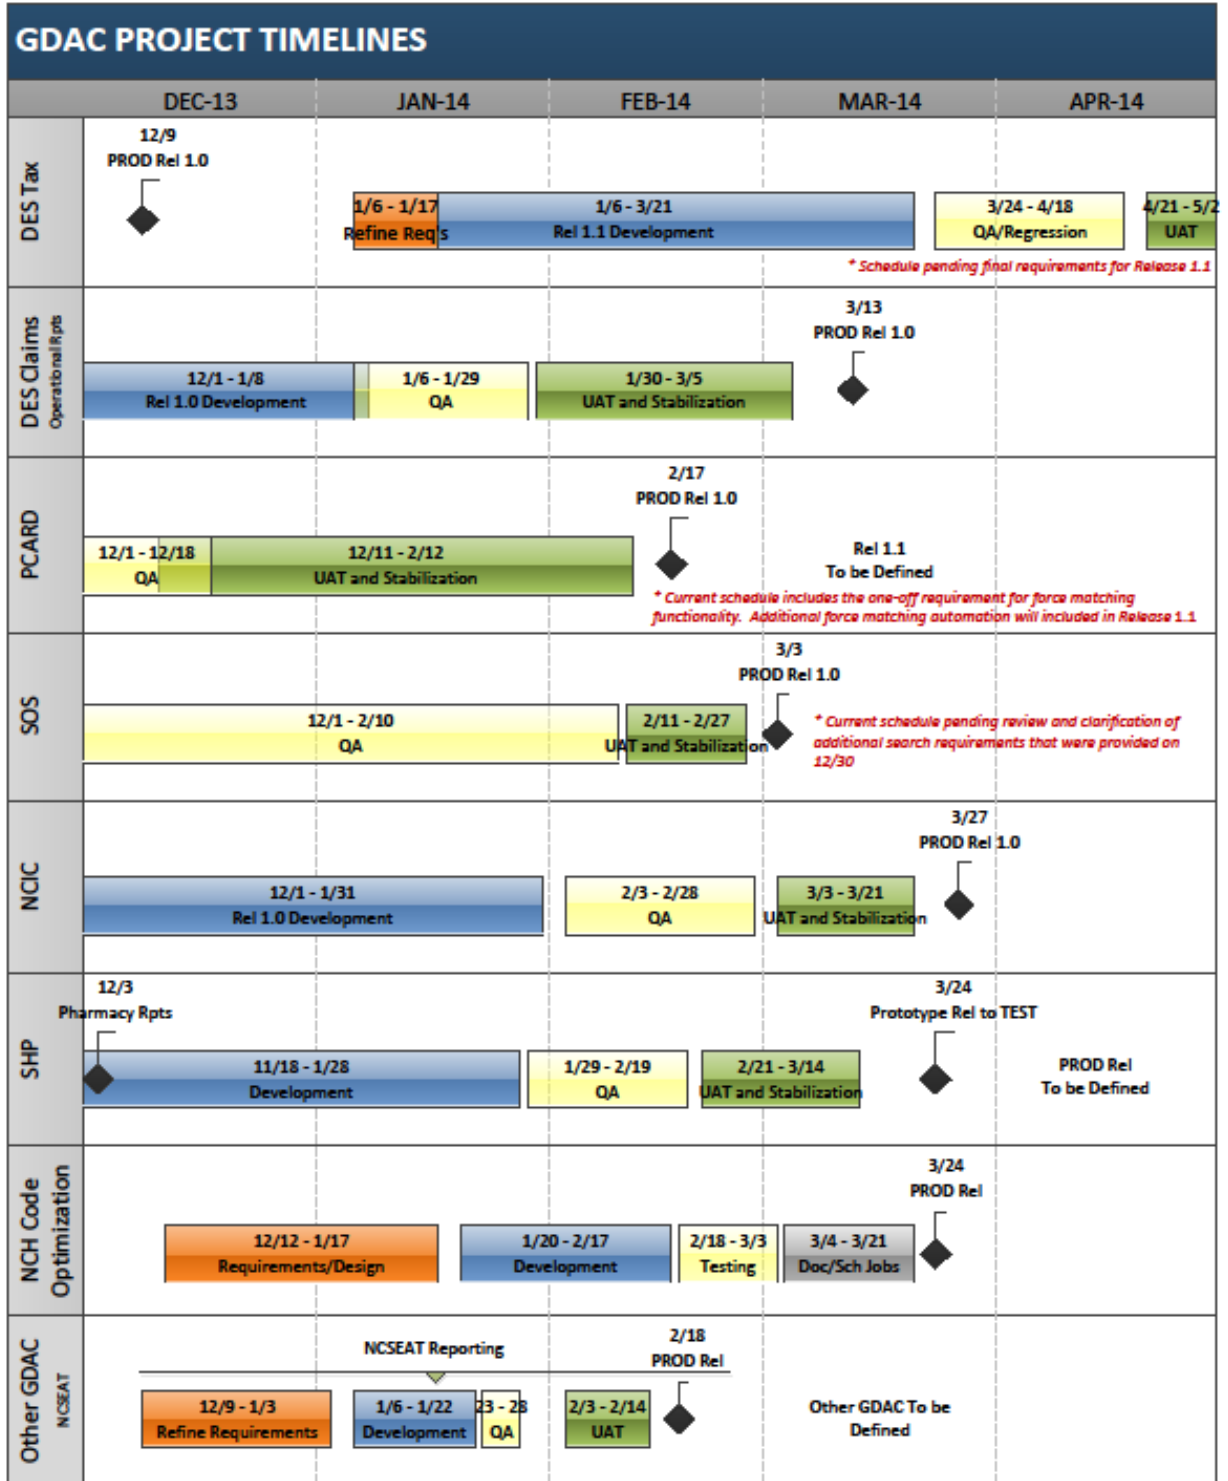 GDAC PROJECT TIMELINES
DEC-13
JAN-14
FEB-14
MAR-14
APR-14
DES Tax
12/9
PROD Rel 1.0
1/6 - 1/17
Refine Req's
1/6 - 3/21
Rel 1.1 Development
3/24 - 4/18
QA/Regression
4/21 - 5/2
UAT
* Schedule pending final requirements for Release 1.1
DES Claims
Operational Rpts
12/1 - 1/8
Rel 1.0 Development
1/6 - 1/29
QA
1/30 - 3/5
UAT and Stabilization
3/13
PROD Rel 1.0
PCARD
12/1 - 12/18
QA
12/11 - 2/12
UAT and Stabilization
2/17
PROD Rel 1.0
Rel 1.1
To be Defined
* Current schedule includes the one-off requirement for force matching
functionality. Additional force matching automation will included in Release 1.1
SOS
12/1 - 2/10
QA
2/11 - 2/27
UAT and Stabilization
3/3
PROD Rel 1.0
* Current schedule pending review and clarification of
additional search requirements that were provided on
12/30
NCIC
12/1 - 1/31
Rel 1.0 Development
2/3 - 2/28
QA
3/3 - 3/21
UAT and Stabilization
3/27
PROD Rel 1.0
SHP
12/3
Pharmacy Rpts
11/18 - 1/28
Development
1/29 - 2/19
QA
2/21 - 3/14
UAT and Stabilization
3/24
Prototype Rel to TEST
PROD Rel
To be Defined
NCH Code
Optimization
12/12 - 1/17
Requirements/Design
1/20 - 2/17
Development
2/18 - 3/3
Testing
3/4 - 3/21
Doc/Sch Jobs
3/24
PROD Rel
Other GDAC
NCSEAT
NCSEAT Reporting
12/9 - 1/3
Refine Requirements
1/6 - 1/22
Development
23 - 28
QA
2/3 - 2/14
UAT
2/18
PROD Rel
Other GDAC To be
Defined